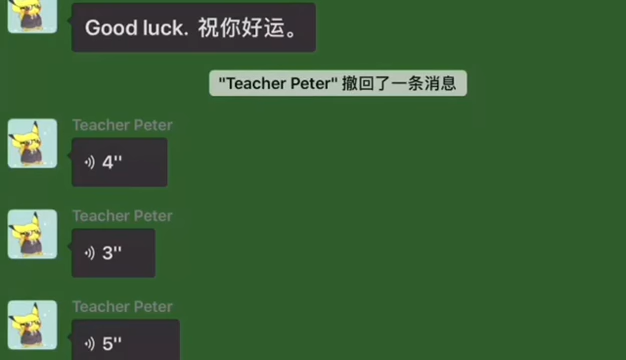 Good luck. 祝你好运。
"Teacher Peter" 撤回了一条消息
Teacher Peter
4"
Teacher Peter
3"
Teacher Peter
5"